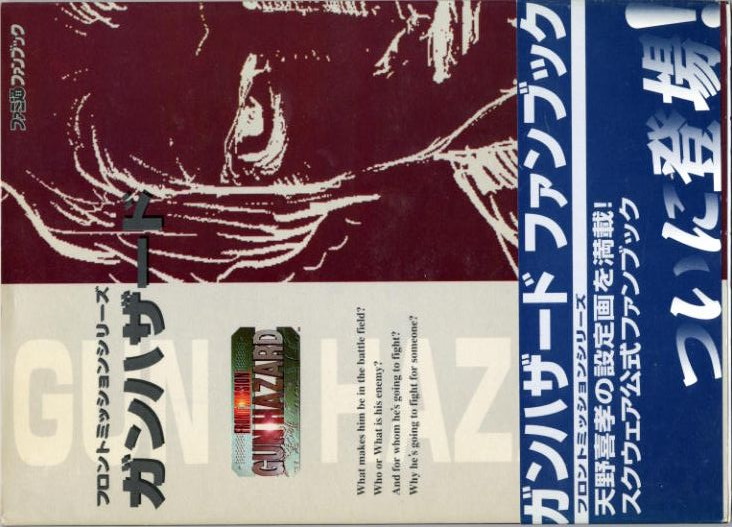 ファミ通ファンブック
GUN HAZ
フロントミッションシリーズ
ガンハザード
FRONT MISSION
GUN HAZARD
What makes him be in the battle field?
Who or What is his enemy?
And for whom he's going to fight?
Why he's going to fight for someone?
ガンハザード ファンブック
フロントミッションシリーズ
天野喜孝の設定画を満載!
スクウェア公式ファンブック
ついに登場!